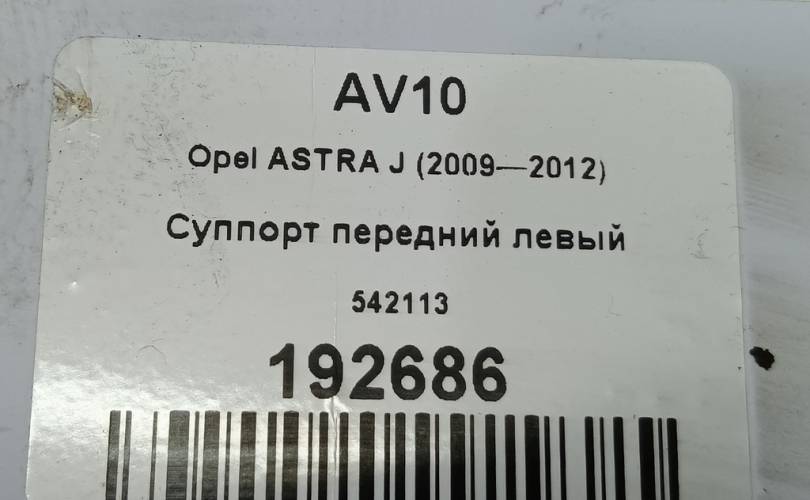 AV10
Opel ASTRA J (2009—2012)
Суппорт передний левый
542113
192686